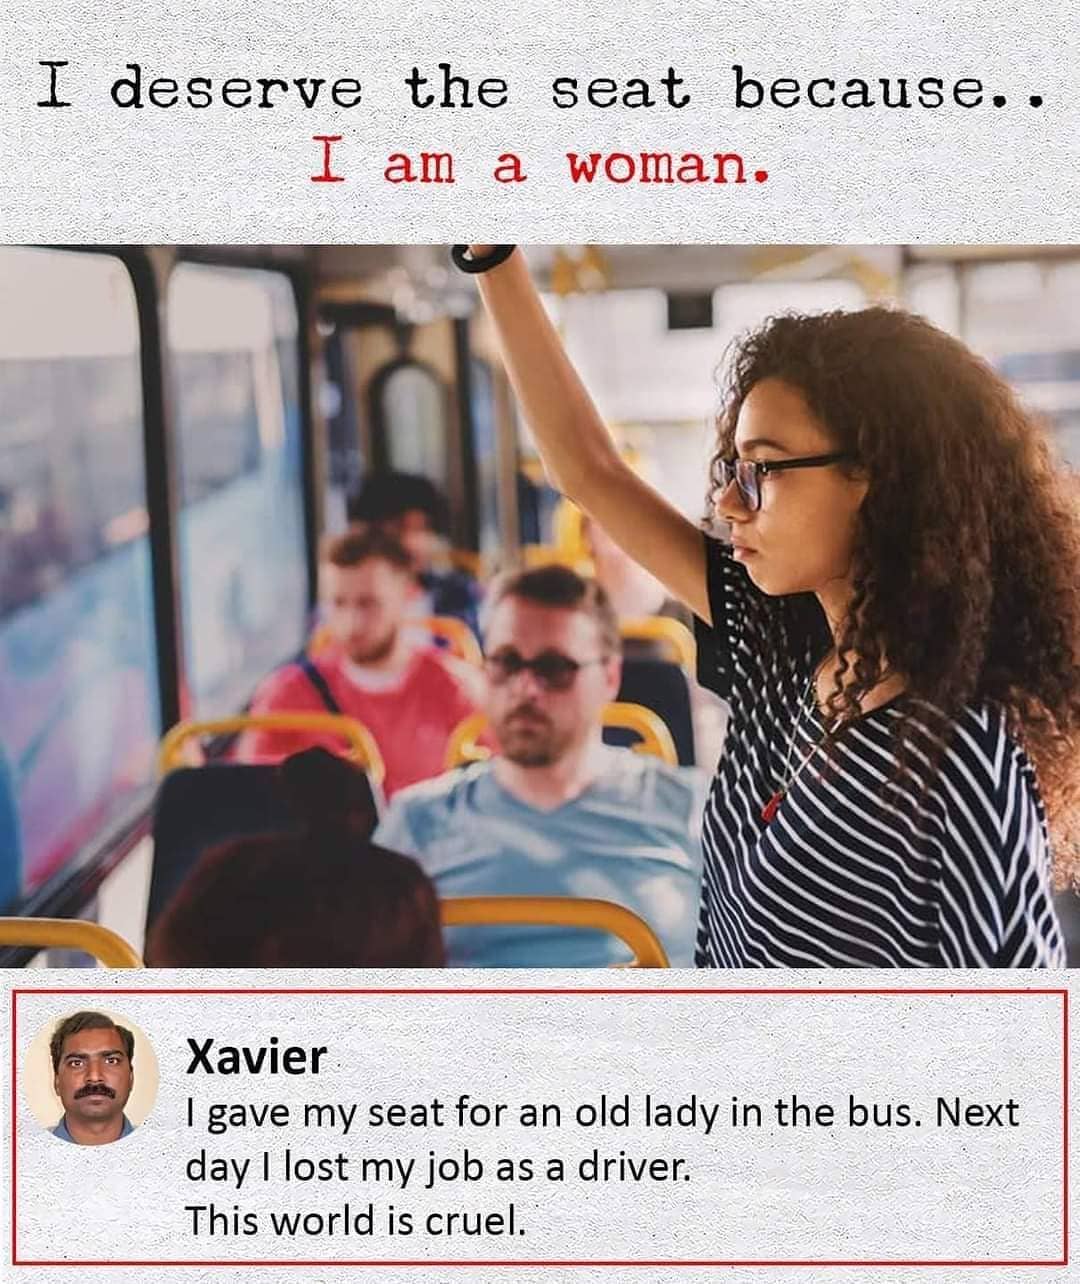 I deserve the seat because..
I am a woman.
Xavier
I gave my seat for an old lady in the bus. Next
day I lost my job as a driver.
This world is cruel.